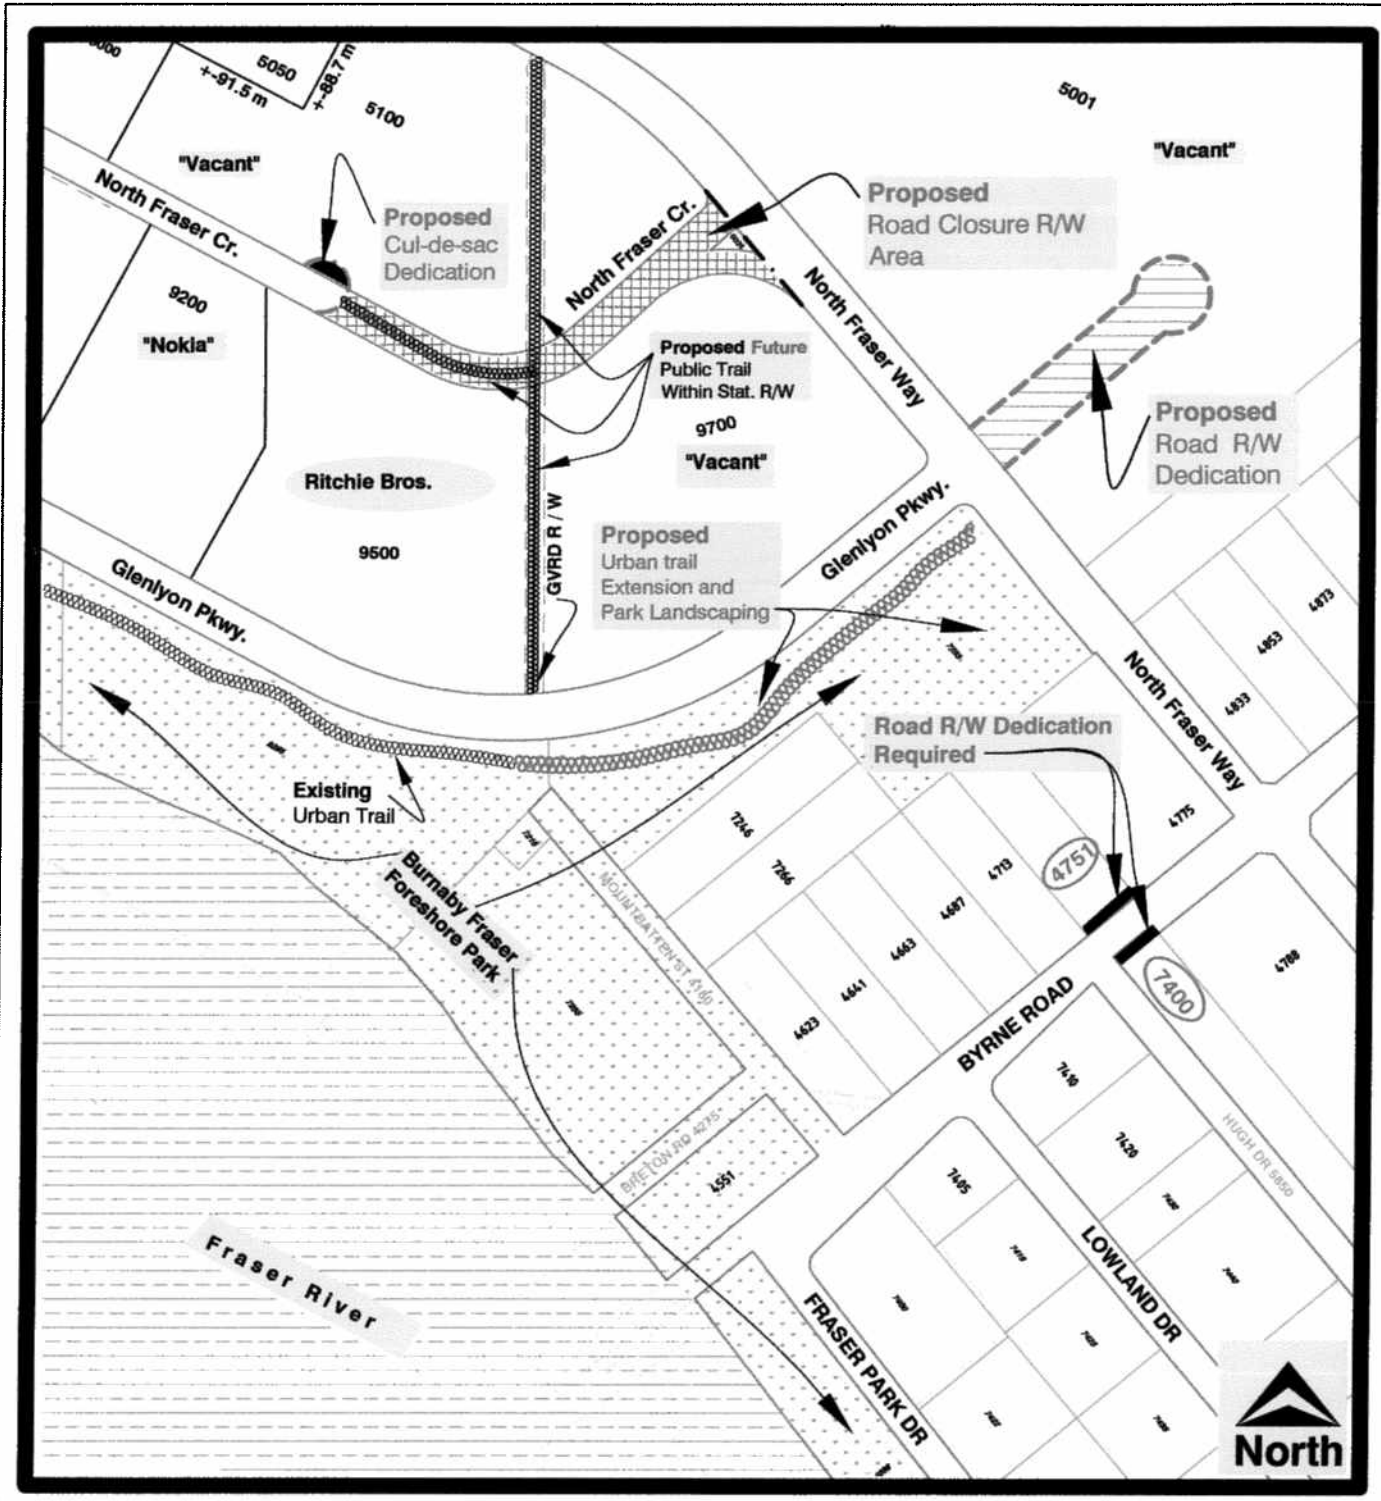 5050
+-91.5 m
+-88.7 m
5100
5001
"Vacant"
"Vacant"
North Fraser Cr.
Proposed
Cul-de-sac
Dedication
North Fraser Cr.
Proposed
Road Closure R/W
Area
North Fraser Way
9200
"Nokia"
Proposed Future
Public Trail
Within Stat. R/W
9700
"Vacant"
Proposed
Road R/W
Dedication
Ritchie Bros.
9500
GVRD R / W
Proposed
Urban trail
Extension and
Park Landscaping
Glenlyon Pkwy.
Glenlyon Pkwy.
4873
4853
4833
North Fraser Way
Road R/W Dedication
Required
Existing
Urban Trail
Burnaby Fraser
Foreshore Park
7246
7266
4775
4751
4713
4687
4663
4641
4623
MOUNTBATTEN ST 4160
7400
4788
BYRNE ROAD
7410
7420
HUGH DR 5850
BRETON RD 4275
4551
7405
LOWLAND DR
FRASER PARK DR
Fraser River
North